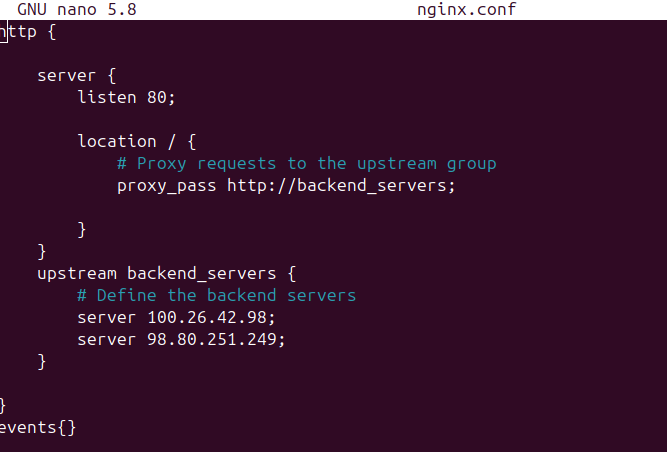 GNU nano 5.8 nginx.conf
http {
server {
listen 80;
location / {
# Proxy requests to the upstream group
proxy_pass http://backend_servers;
}
}
upstream backend_servers {
# Define the backend servers
server 100.26.42.98;
server 98.80.251.249;
}
}
events{}